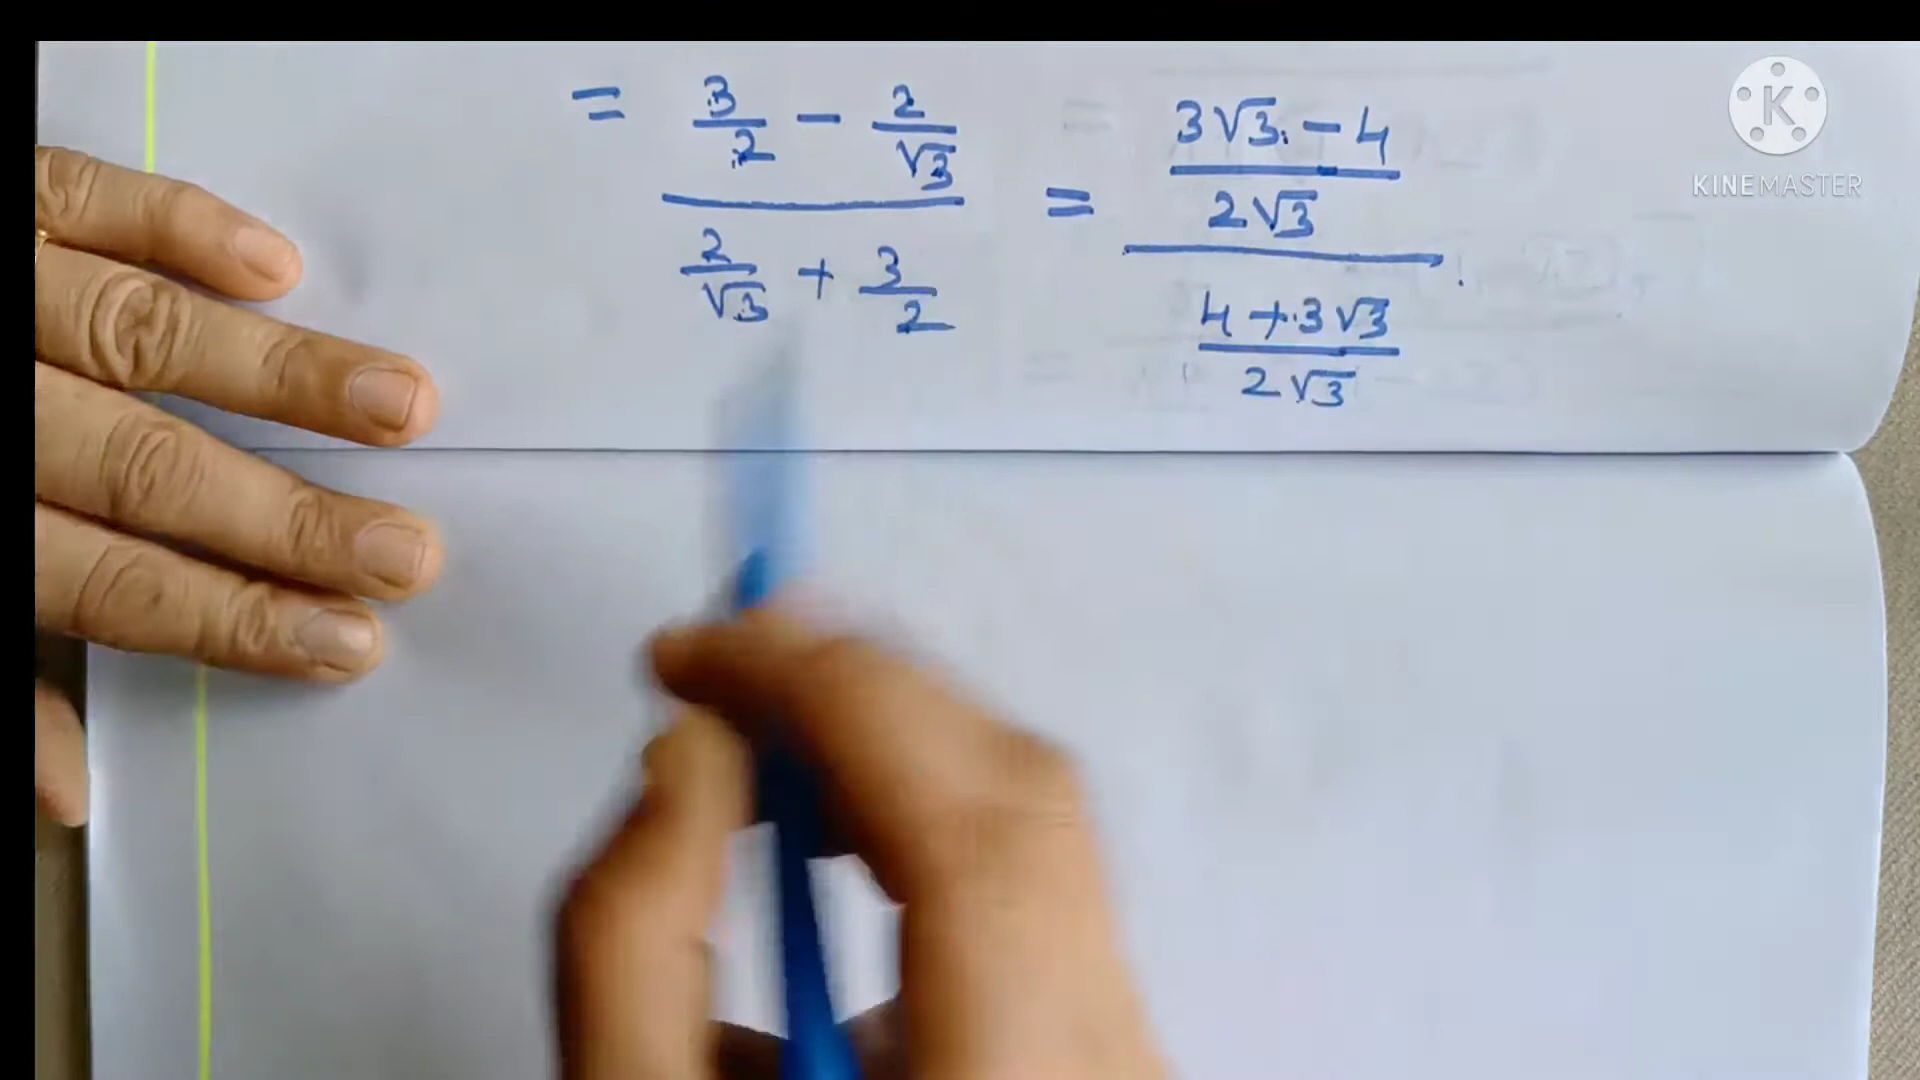 = 3/2 - 2/√3 = 3√3 - 4
2/√3 + 3/2 2√3
4 + 3√3
2√3
K
KINEMASTER